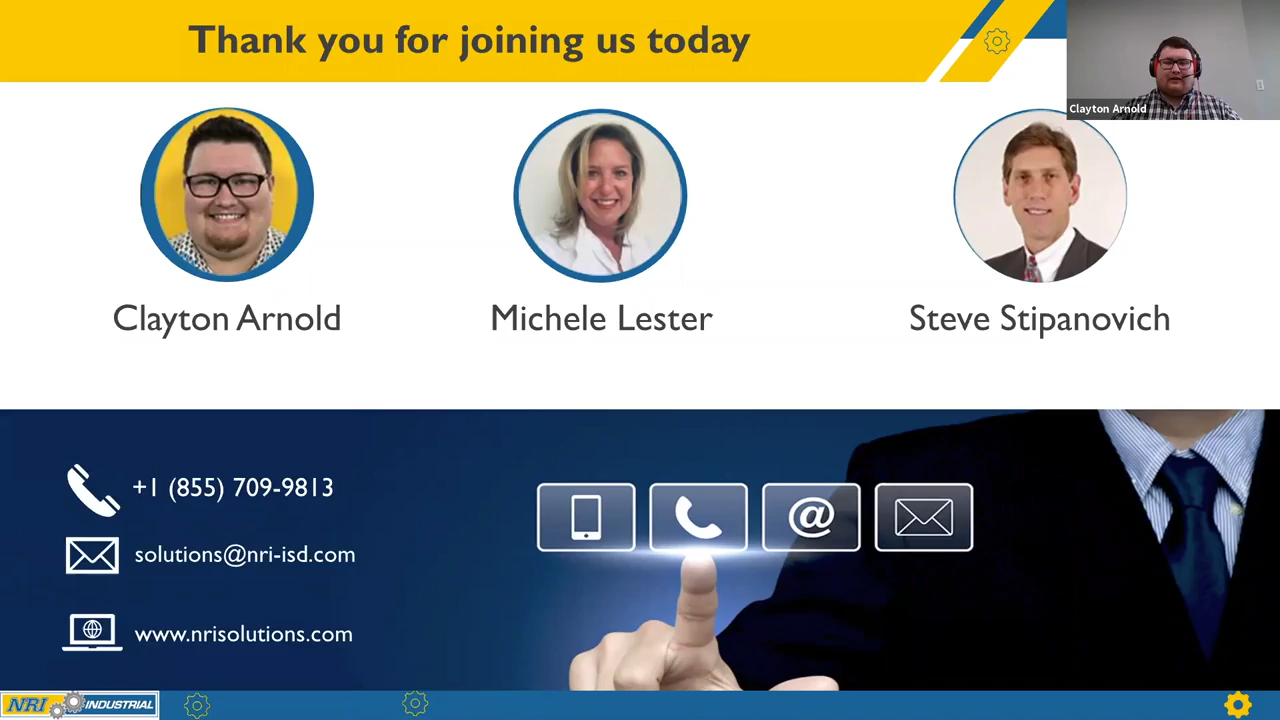 Thank you for joining us today
Clayton Arnold
Clayton Arnold
Michele Lester
Steve Stipanovich
+1 (855) 709-9813
solutions@nri-isd.com
www.nrisolutions.com
@
NRI INDUSTRIAL